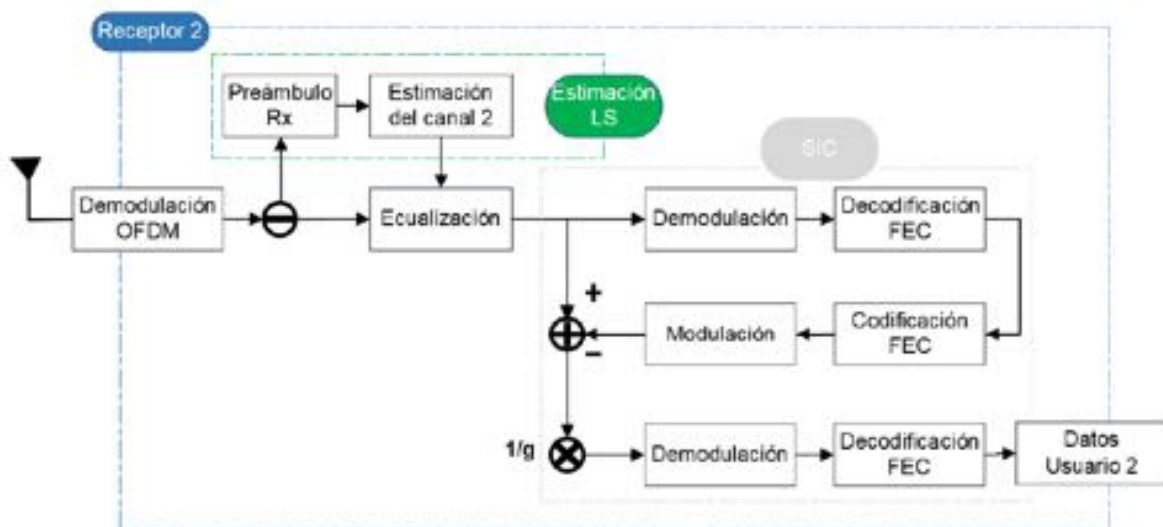 Receptor 2
Preámbulo
Rx
Estimación
del canal 2
Estimación
LS
SIC
Demodulación
OFDM
Ecualización
Demodulación
Decodificación
FEC
+
−
Modulación
Codificación
FEC
1/g
Demodulación
Decodificación
FEC
Datos
Usuario 2